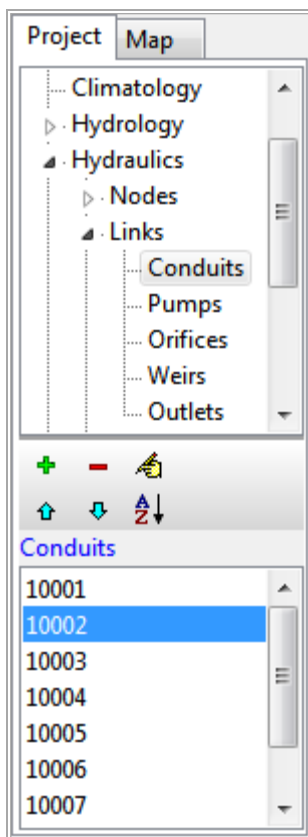 Project Map
Climatology
Hydrology
Hydraulics
Nodes
Links
Conduits
Pumps
Orifices
Weirs
Outlets
A
Z
Conduits
10001
10002
10003
10004
10005
10006
10007